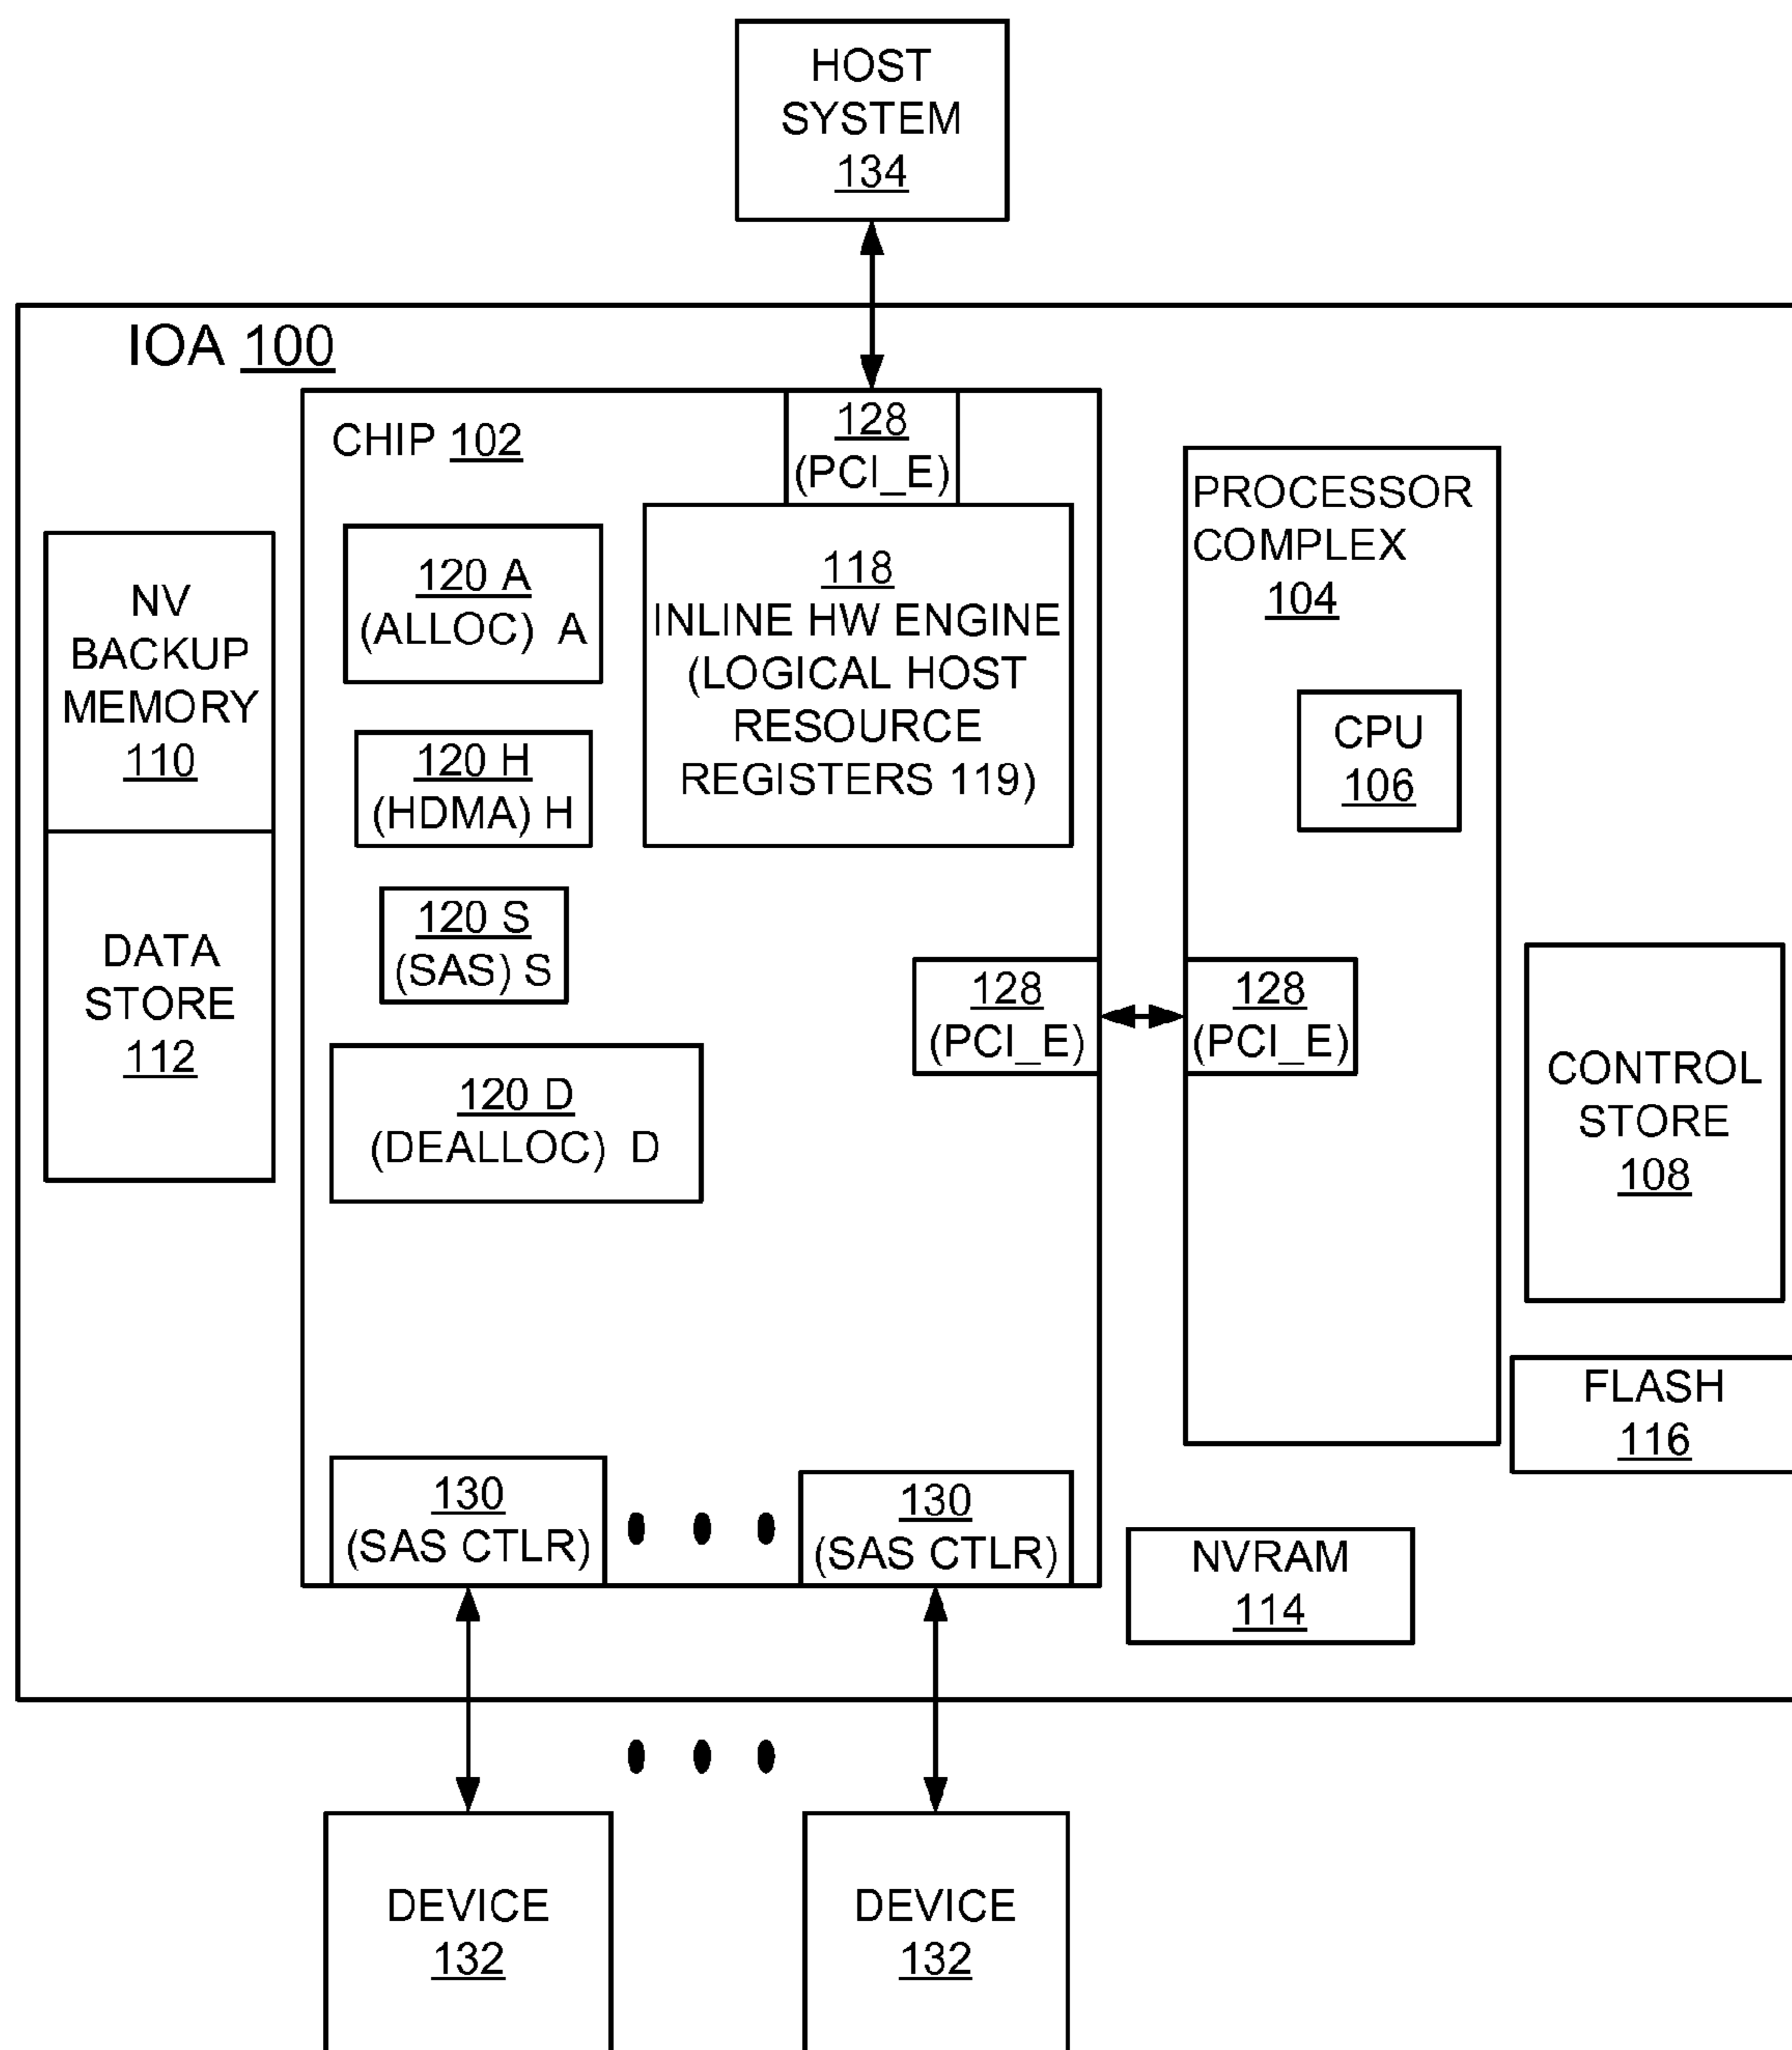 HOST
SYSTEM
134
IOA 100
CHIP 102
128
(PCI_E)
120 A
(ALLOC) A
118
INLINE HW ENGINE
(LOGICAL HOST
RESOURCE
REGISTERS 119)
120 H
(HDMA) H
120 S
(SAS) S
120 D
(DEALLOC) D
128
(PCI_E)
130
(SAS CTLR)
130
(SAS CTLR)
NV
BACKUP
MEMORY
110
DATA
STORE
112
PROCESSOR
COMPLEX
104
CPU
106
128
(PCI_E)
CONTROL
STORE
108
FLASH
116
NVRAM
114
DEVICE
132
DEVICE
132